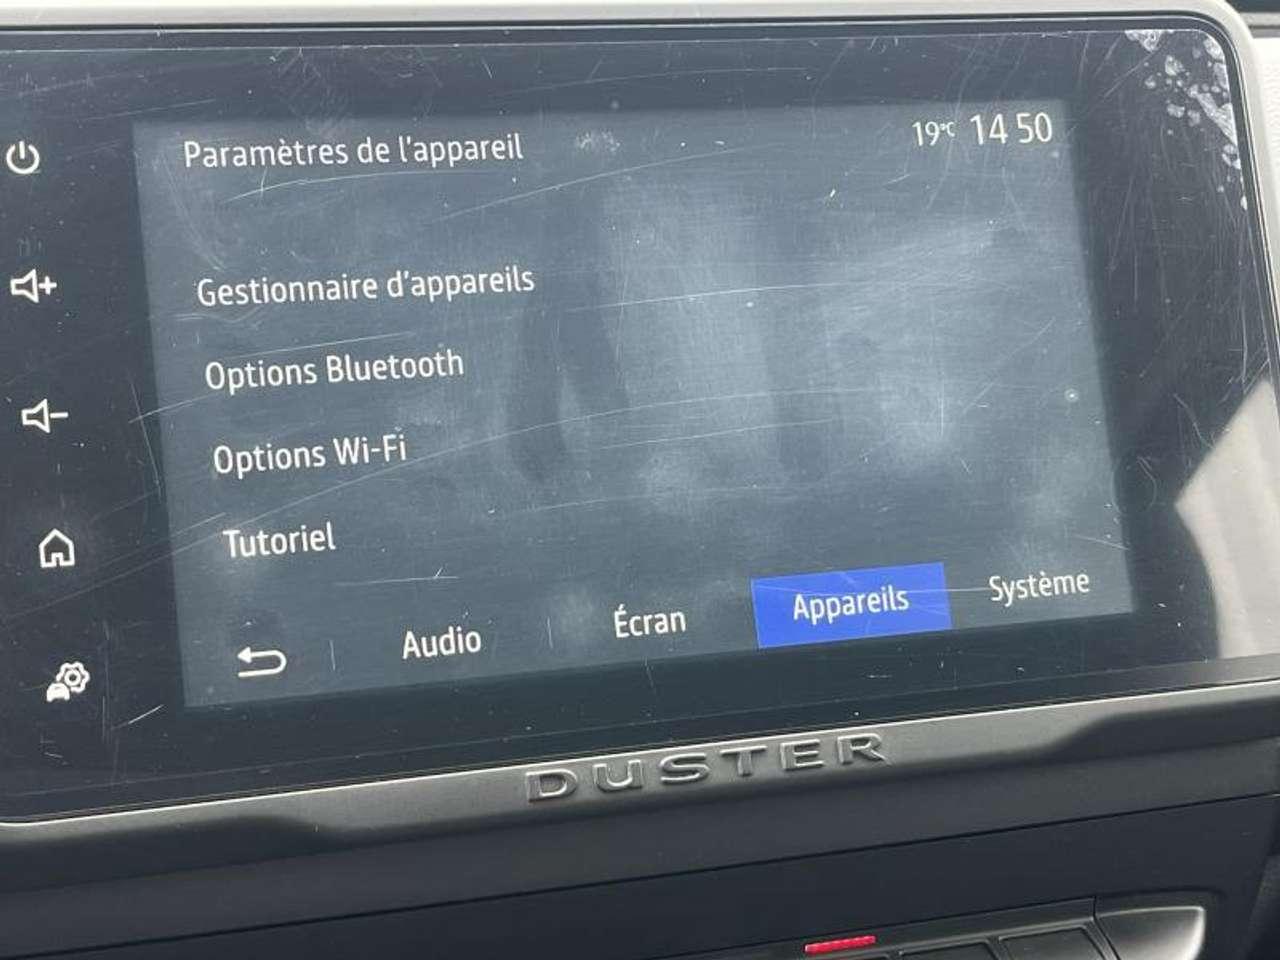 Paramètres de l'appareil
19°C 14 50
Gestionnaire d'appareils
Options Bluetooth
Options Wi-Fi
Tutoriel
Audio Écran Appareils Système
DUSTER